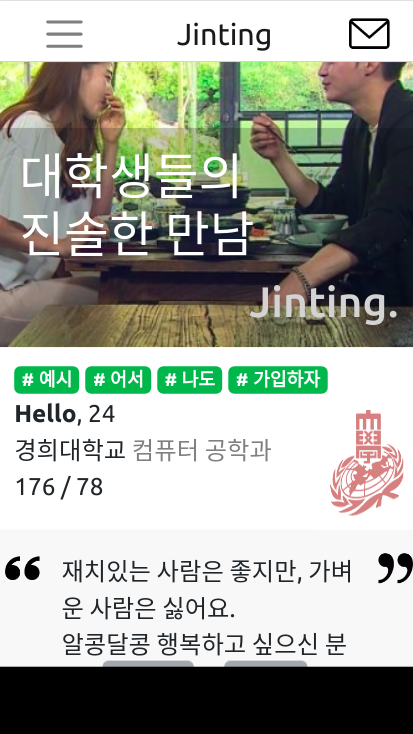 Jinting
대학생들의
진솔한 만남
Jinting.
# 예시 # 어서 # 나도 # 가입하자
Hello, 24
경희대학교 컴퓨터 공학과
176 / 78
“ 재치있는 사람은 좋지만, 가벼 ”
운 사람은 싫어요.
알콩달콩 행복하고 싶으신 분